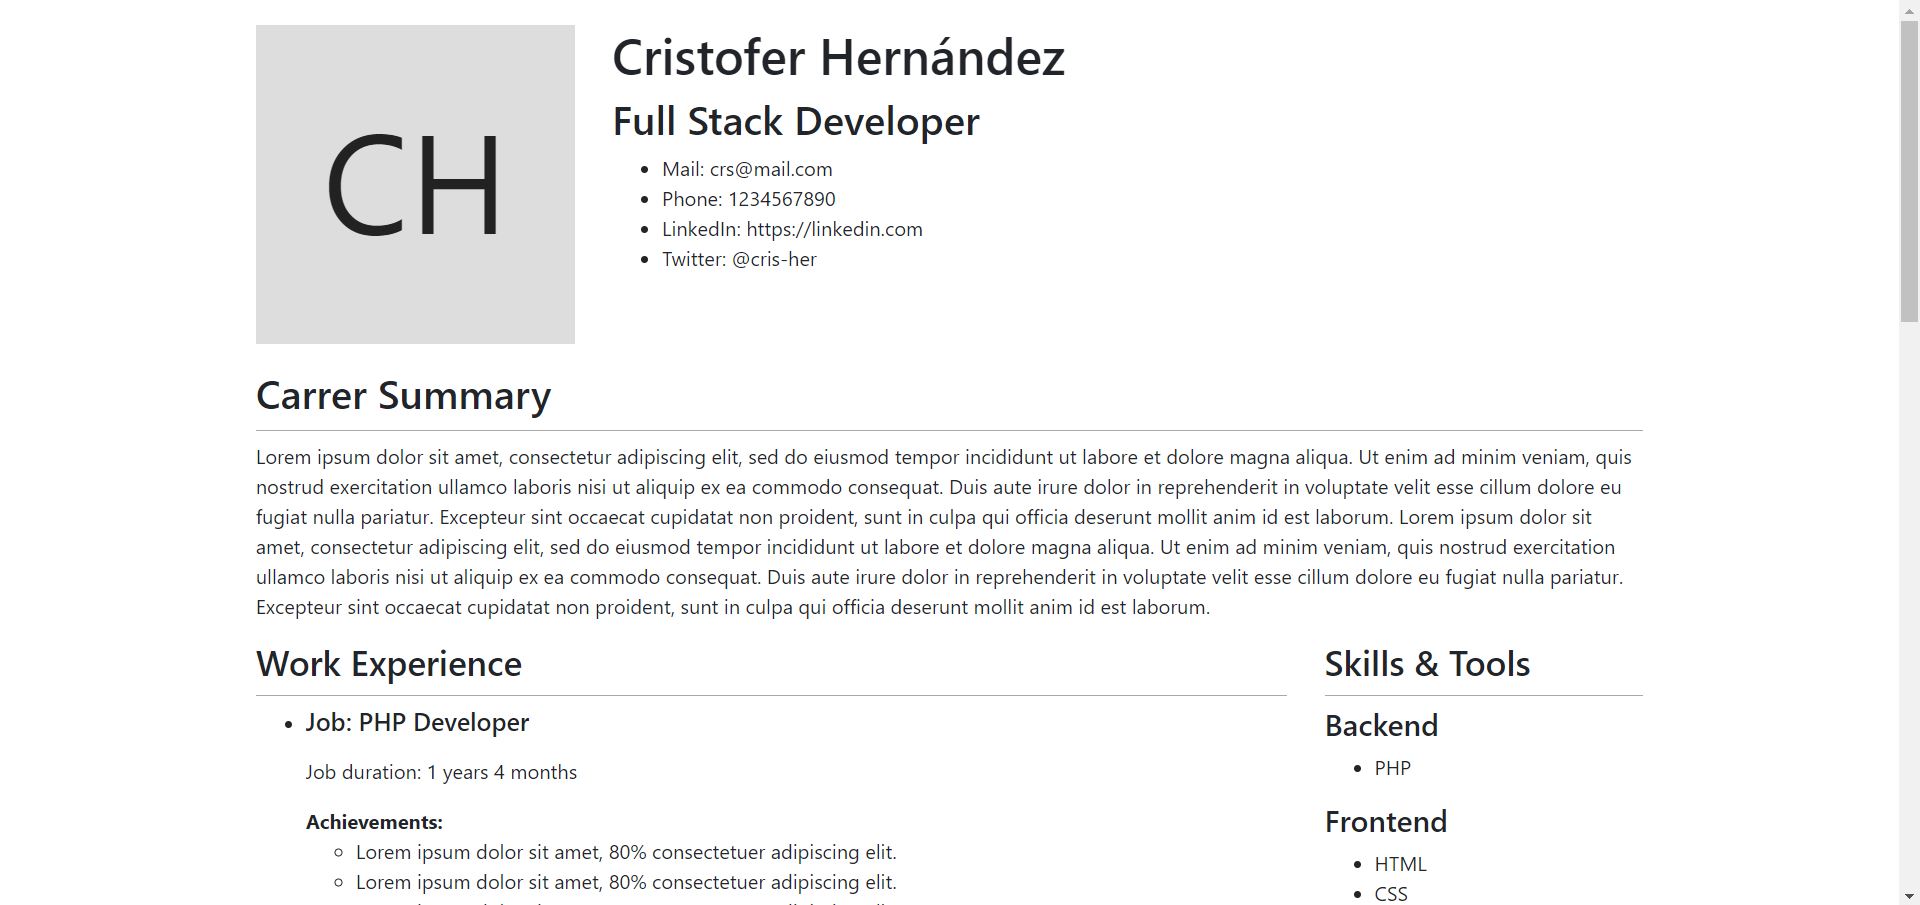 CH
Cristofer Hernández
Full Stack Developer
Mail: crs@mail.com
Phone: 1234567890
LinkedIn: https://linkedin.com
Twitter: @cris-her
Carrer Summary
Lorem ipsum dolor sit amet, consectetur adipiscing elit, sed do eiusmod tempor incididunt ut labore et dolore magna aliqua. Ut enim ad minim veniam, quis
nostrud exercitation ullamco laboris nisi ut aliquip ex ea commodo consequat. Duis aute irure dolor in reprehenderit in voluptate velit esse cillum dolore eu
fugiat nulla pariatur. Excepteur sint occaecat cupidatat non proident, sunt in culpa qui officia deserunt mollit anim id est laborum. Lorem ipsum dolor sit
amet, consectetur adipiscing elit, sed do eiusmod tempor incididunt ut labore et dolore magna aliqua. Ut enim ad minim veniam, quis nostrud exercitation
ullamco laboris nisi ut aliquip ex ea commodo consequat. Duis aute irure dolor in reprehenderit in voluptate velit esse cillum dolore eu fugiat nulla pariatur.
Excepteur sint occaecat cupidatat non proident, sunt in culpa qui officia deserunt mollit anim id est laborum.
Work Experience
Job: PHP Developer
Job duration: 1 years 4 months
Achievements:
Lorem ipsum dolor sit amet, 80% consectetuer adipiscing elit.
Lorem ipsum dolor sit amet, 80% consectetuer adipiscing elit.
Skills & Tools
Backend
PHP
Frontend
HTML
CSS